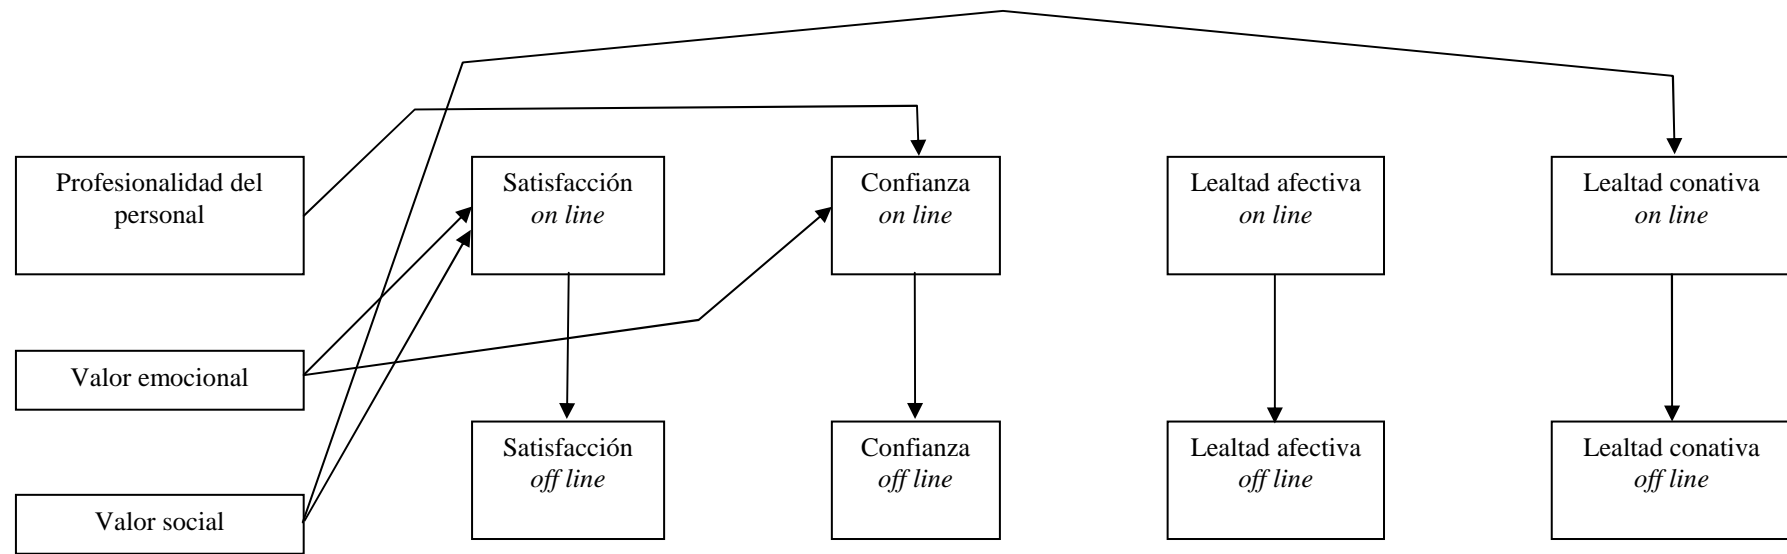 Profesionalidad del
personal
Satisfacción
on line
Confianza
on line
Lealtad afectiva
on line
Lealtad conativa
on line
Valor emocional
Satisfacción
off line
Confianza
off line
Lealtad afectiva
off line
Lealtad conativa
off line
Valor social